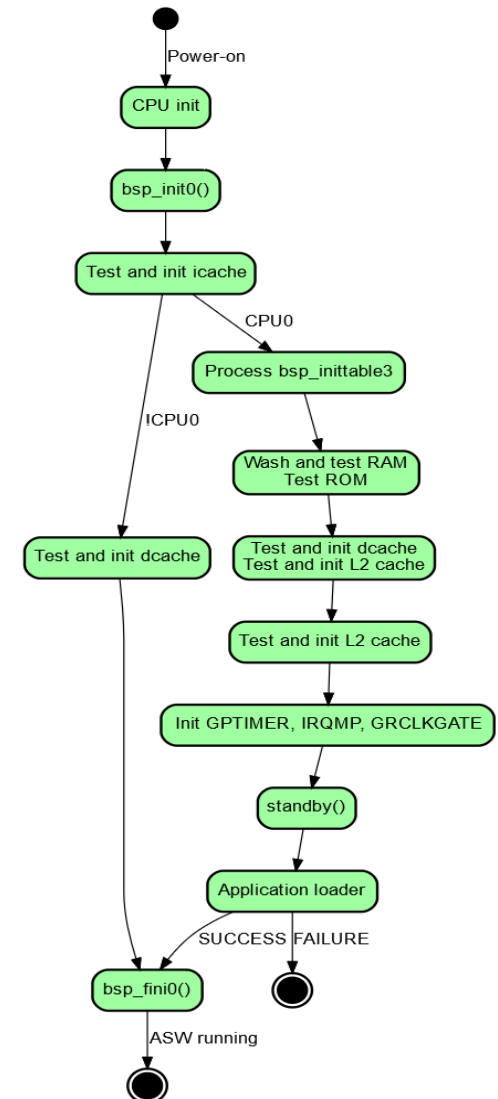 Power-on
CPU init
bsp_init0()
Test and init icache
CPU0
Process bsp_inittable3
!CPU0
Wash and test RAM
Test ROM
Test and init dcache
Test and init dcache
Test and init L2 cache
Test and init L2 cache
Init GPTIMER, IRQMP, GRCLKGATE
standby()
Application loader
SUCCESS
FAILURE
bsp_fini0()
ASW running